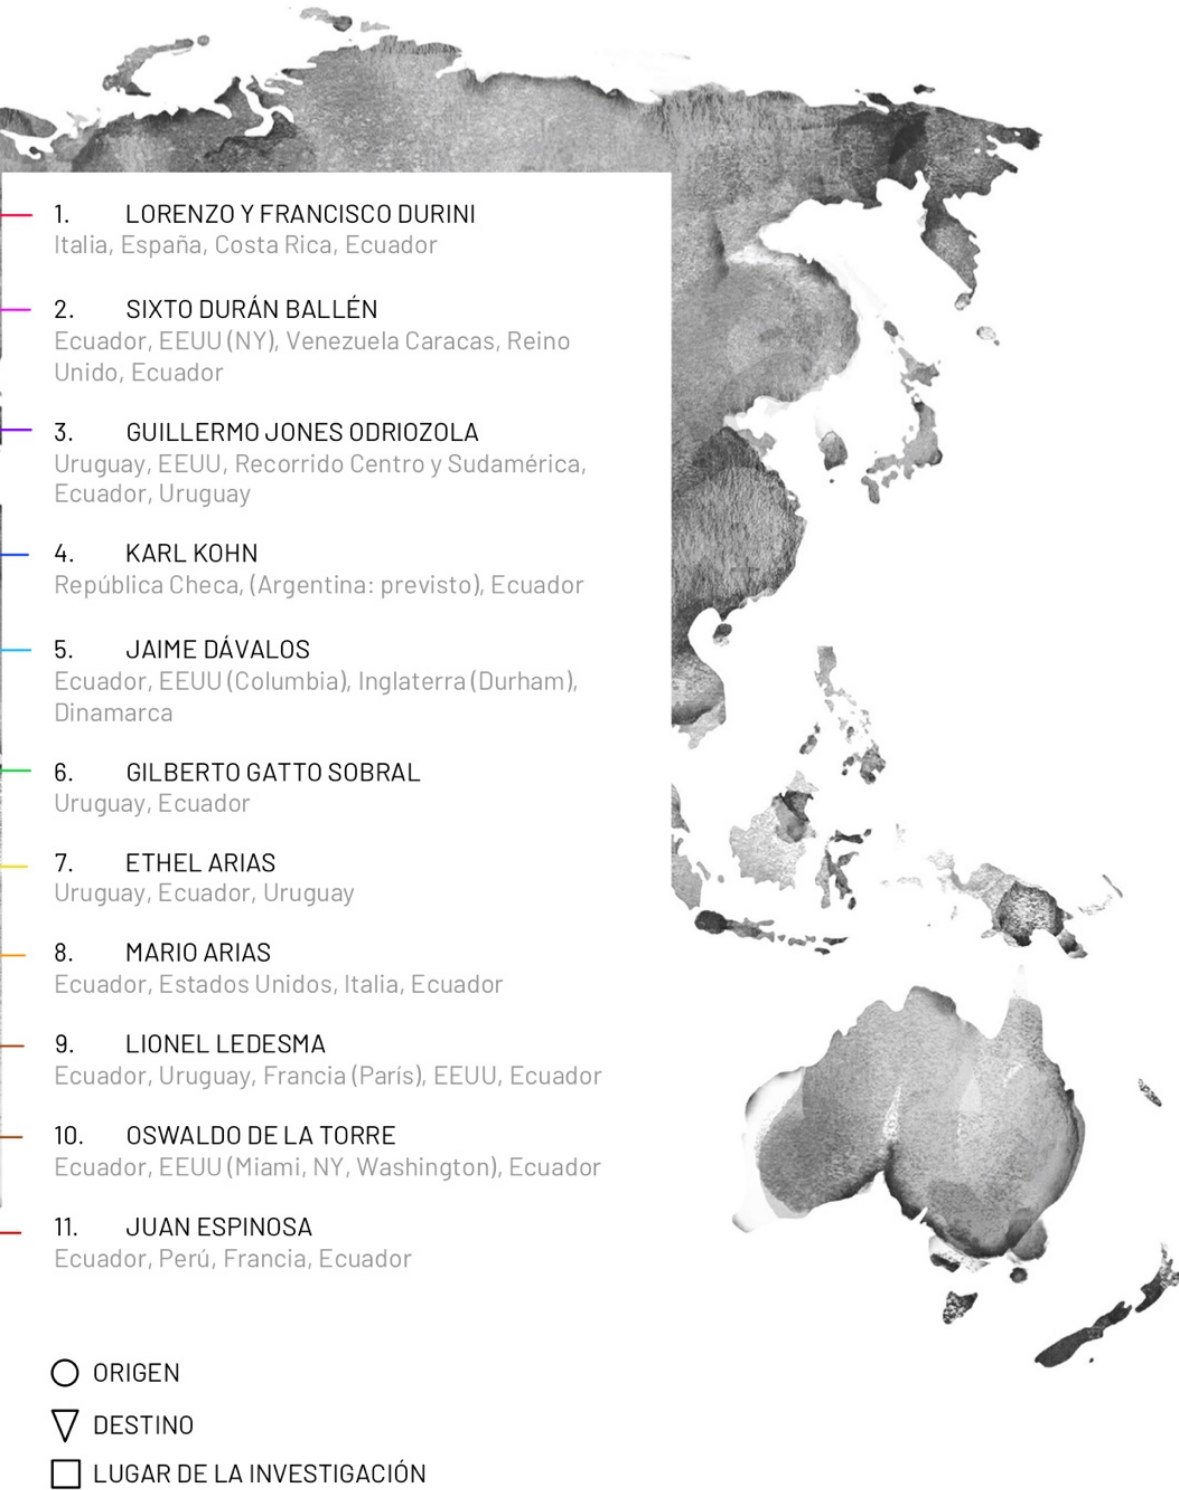 1. LORENZO Y FRANCISCO DURINI
Italia, España, Costa Rica, Ecuador
2. SIXTO DURÁN BALLÉN
Ecuador, EEUU (NY), Venezuela Caracas, Reino
Unido, Ecuador
3. GUILLERMO JONES ODRIOZOLA
Uruguay, EEUU, Recorrido Centro y Sudamérica,
Ecuador, Uruguay
4. KARL KOHN
República Checa, (Argentina: previsto), Ecuador
5. JAIME DÁVALOS
Ecuador, EEUU (Columbia), Inglaterra (Durham),
Dinamarca
6. GILBERTO GATTO SOBRAL
Uruguay, Ecuador
7. ETHEL ARIAS
Uruguay, Ecuador, Uruguay
8. MARIO ARIAS
Ecuador, Estados Unidos, Italia, Ecuador
9. LIONEL LEDESMA
Ecuador, Uruguay, Francia (París), EEUU, Ecuador
10. OSWALDO DE LA TORRE
Ecuador, EEUU (Miami, NY, Washington), Ecuador
11. JUAN ESPINOSA
Ecuador, Perú, Francia, Ecuador
ORIGEN
DESTINO
LUGAR DE LA INVESTIGACIÓN